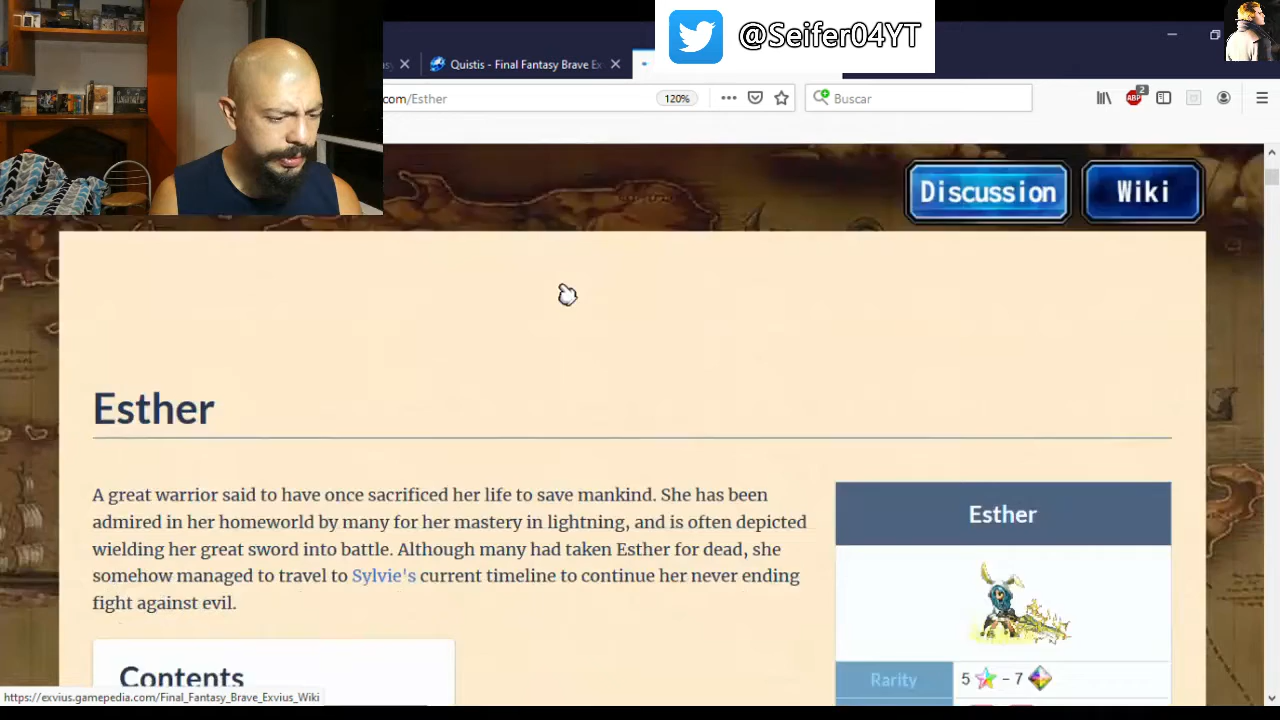 @Seifer04YT
Quistis - Final Fantasy Brave Ex
com/Esther
120%
Buscar
ABP
2
Discussion
Wiki
Esther
A great warrior said to have once sacrificed her life to save mankind. She has been
admired in her homeworld by many for her mastery in lightning, and is often depicted
wielding her great sword into battle. Although many had taken Esther for dead, she
somehow managed to travel to Sylvie's current timeline to continue her never ending
fight against evil.
Esther
Contents
Rarity
5 - 7
https://exvius.gamepedia.com/Final_Fantasy_Brave_Exvius_Wiki